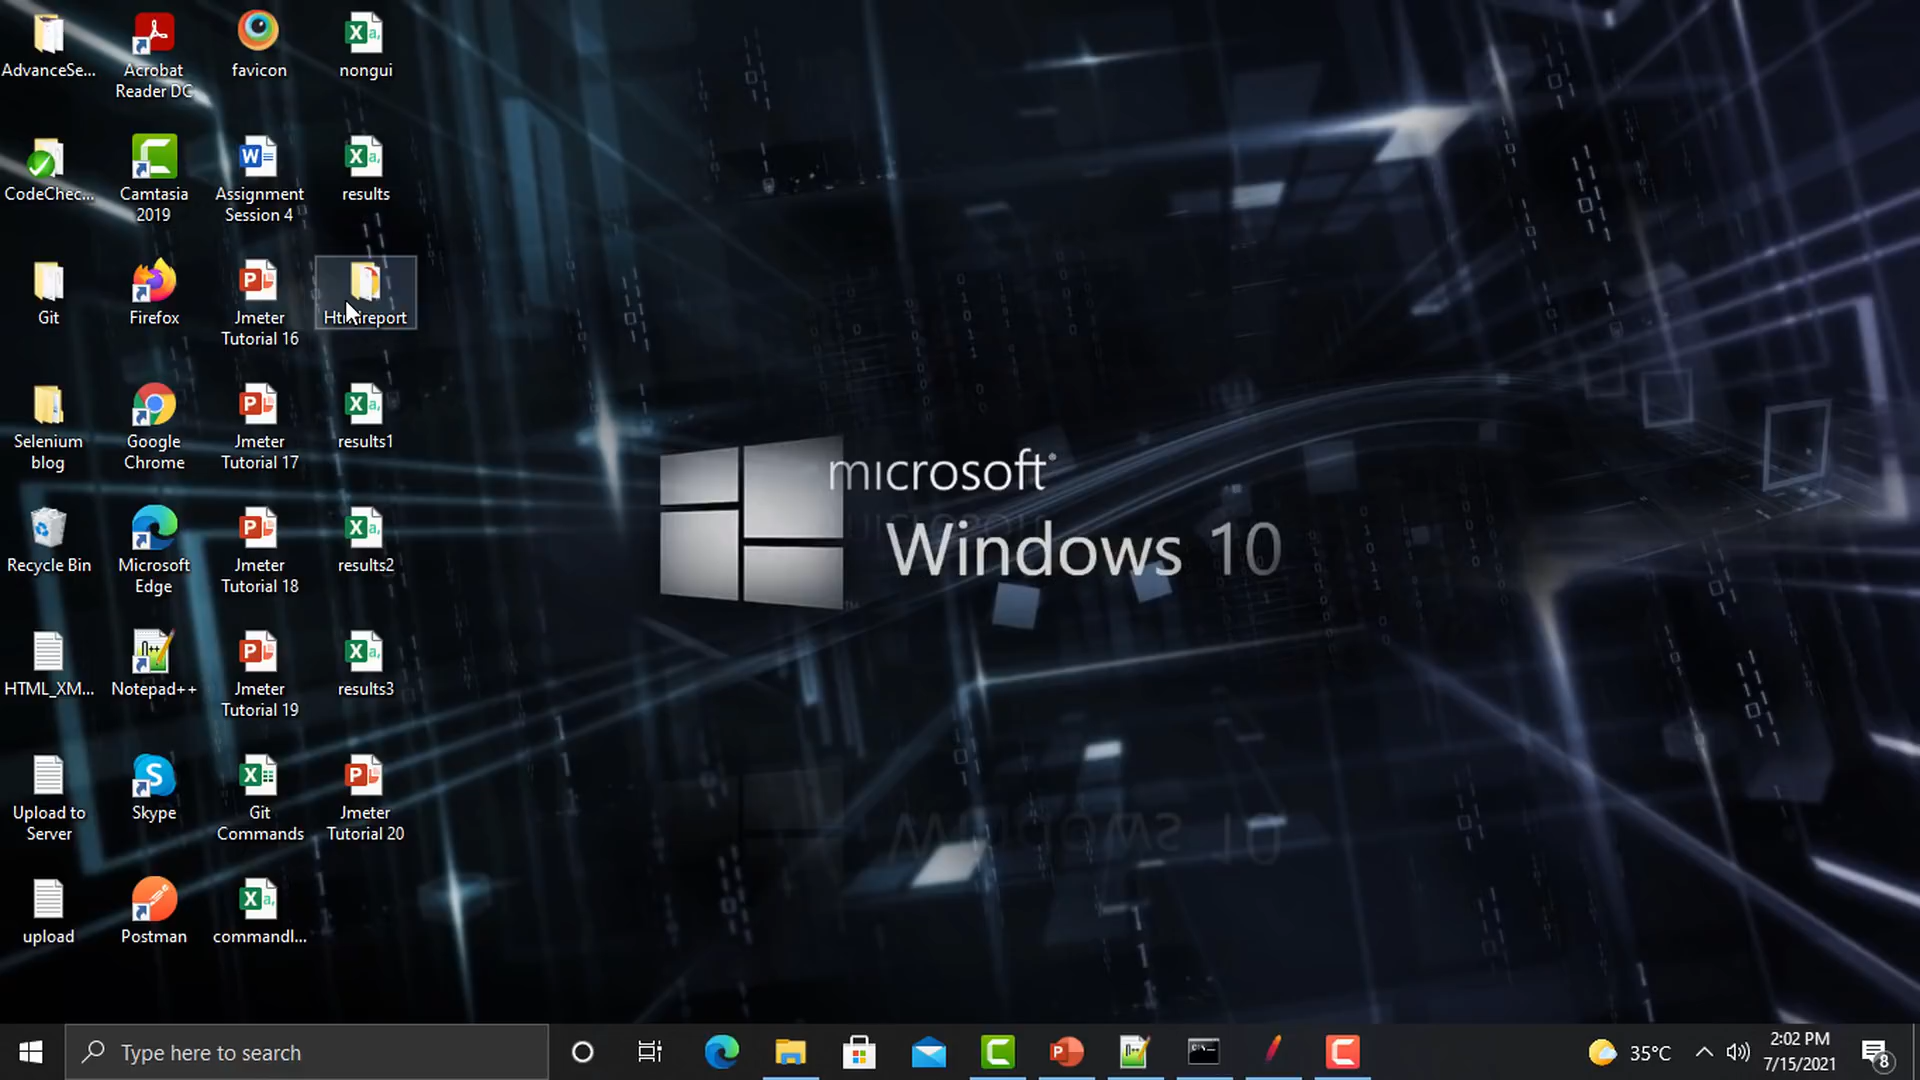 AdvanceSe...
Acrobat
Reader DC
favicon
nongui
CodeChec...
Camtasia
2019
Assignment
Session 4
results
Git
Firefox
Jmeter
Tutorial 16
Selenium
blog
Google
Chrome
Jmeter
Tutorial 17
results1
Recycle Bin
Microsoft
Edge
Jmeter
Tutorial 18
results2
HTML_XM...
Notepad++
Jmeter
Tutorial 19
results3
Upload to
Server
Skype
Git
Commands
Jmeter
Tutorial 20
upload
Postman
commandl...
microsoft
Windows 10
Type here to search
35°C
2:02 PM
7/15/2021
8